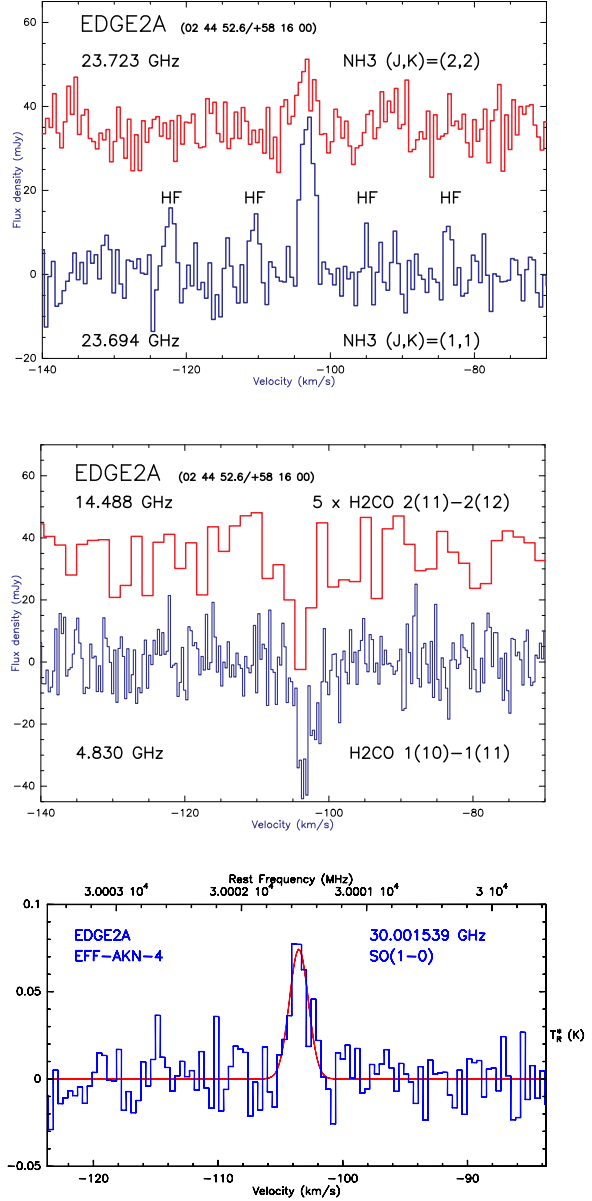 EDGE2A (02 44 52.6/+58 16 00)
23.723 GHz NH3 (J,K)=(2,2)
HF HF HF HF
23.694 GHz NH3 (J,K)=(1,1)
Flux density (mJy)
60
40
20
0
−20
−140 −120 −100 −80
Velocity (km/s)
EDGE2A (02 44 52.6/+58 16 00)
14.488 GHz 5 x H2CO 2(11)−2(12)
4.830 GHz H2CO 1(10)−1(11)
Flux density (mJy)
60
40
20
0
−20
−40
−140 −120 −100 −80
Velocity (km/s)
Rest Frequency (MHz)
3.0003 10^4 3.0002 10^4 3.0001 10^4 3 10^4
EDGE2A 30.001539 GHz
EFF−AKN−4 SO(1−0)
0.1
0.05
0
−0.05
T*R (K)
−120 −110 −100 −90
Velocity (km/s)